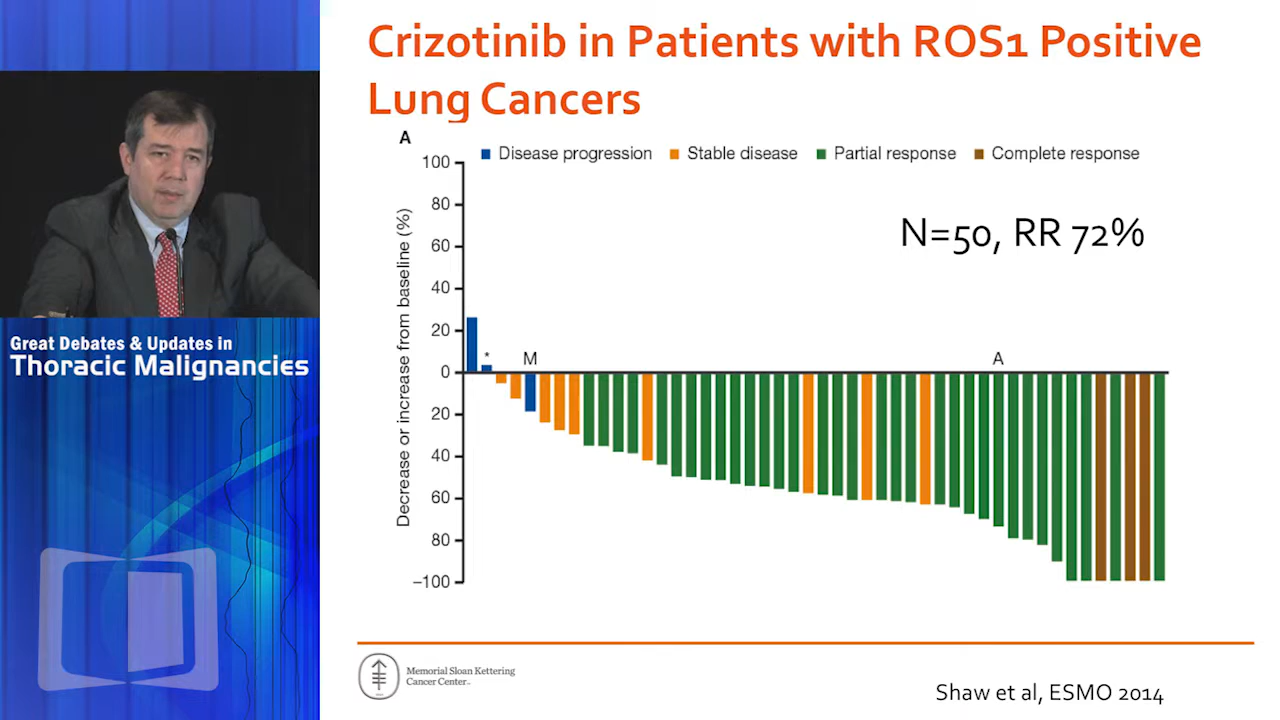 Crizotinib in Patients with ROS1 Positive
Lung Cancers
A
Disease progression
Stable disease
Partial response
Complete response
Decrease or increase from baseline (%)
100
80
60
40
20
0
20
40
60
80
–100
*
M
A
N=50, RR 72%
Great Debates & Updates in
Thoracic Malignancies
Memorial Sloan Kettering
Cancer Center
Shaw et al, ESMO 2014